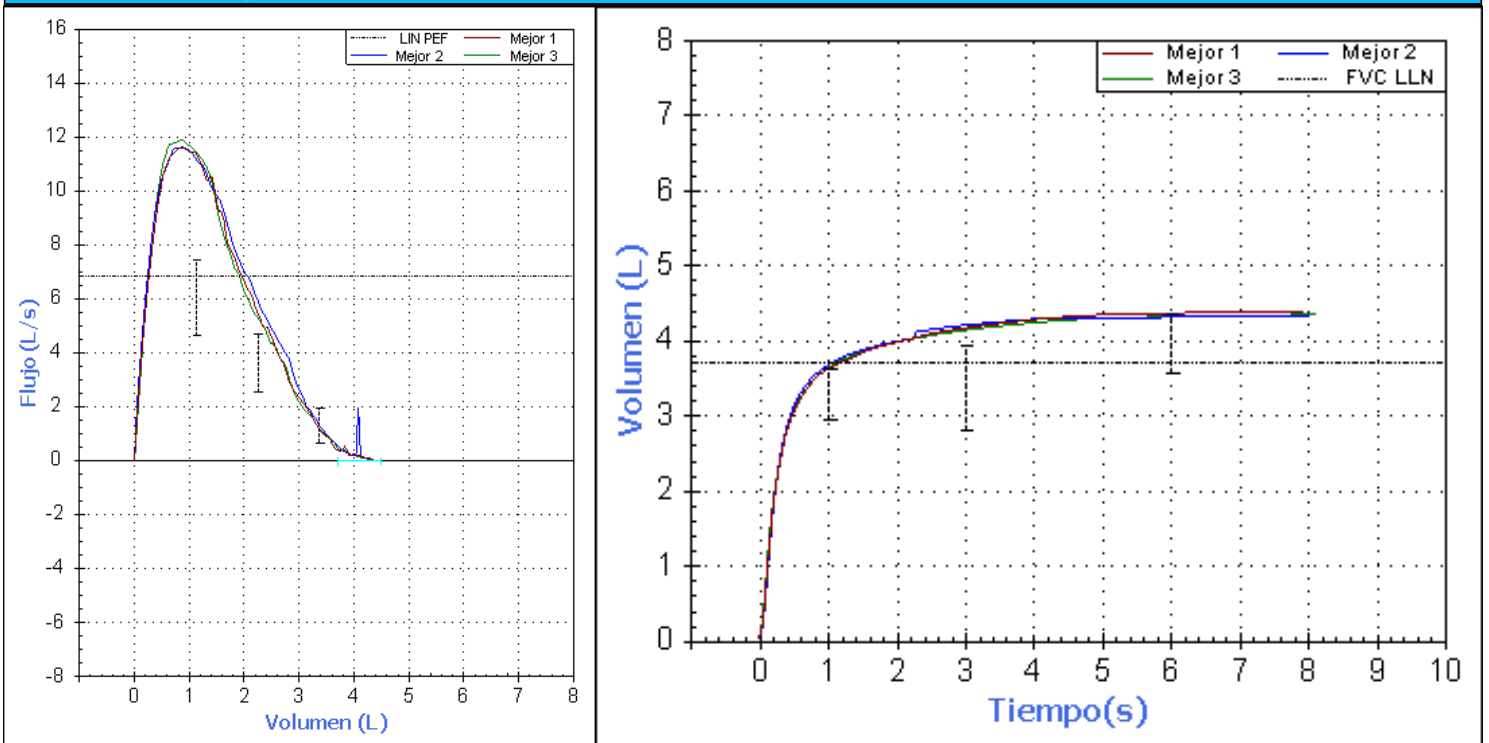 LIN PEF Mejor 1
Mejor 2 Mejor 3
16
14
12
10
8
6
4
2
0
-2
-4
-6
-8
Flujo (L/s)
0 1 2 3 4 5 6 7 8
Volumen (L)
Mejor 1 Mejor 2
Mejor 3 FVC LLN
8
7
6
5
4
3
2
1
0
Volumen (L)
0 1 2 3 4 5 6 7 8 9 10
Tiempo(s)